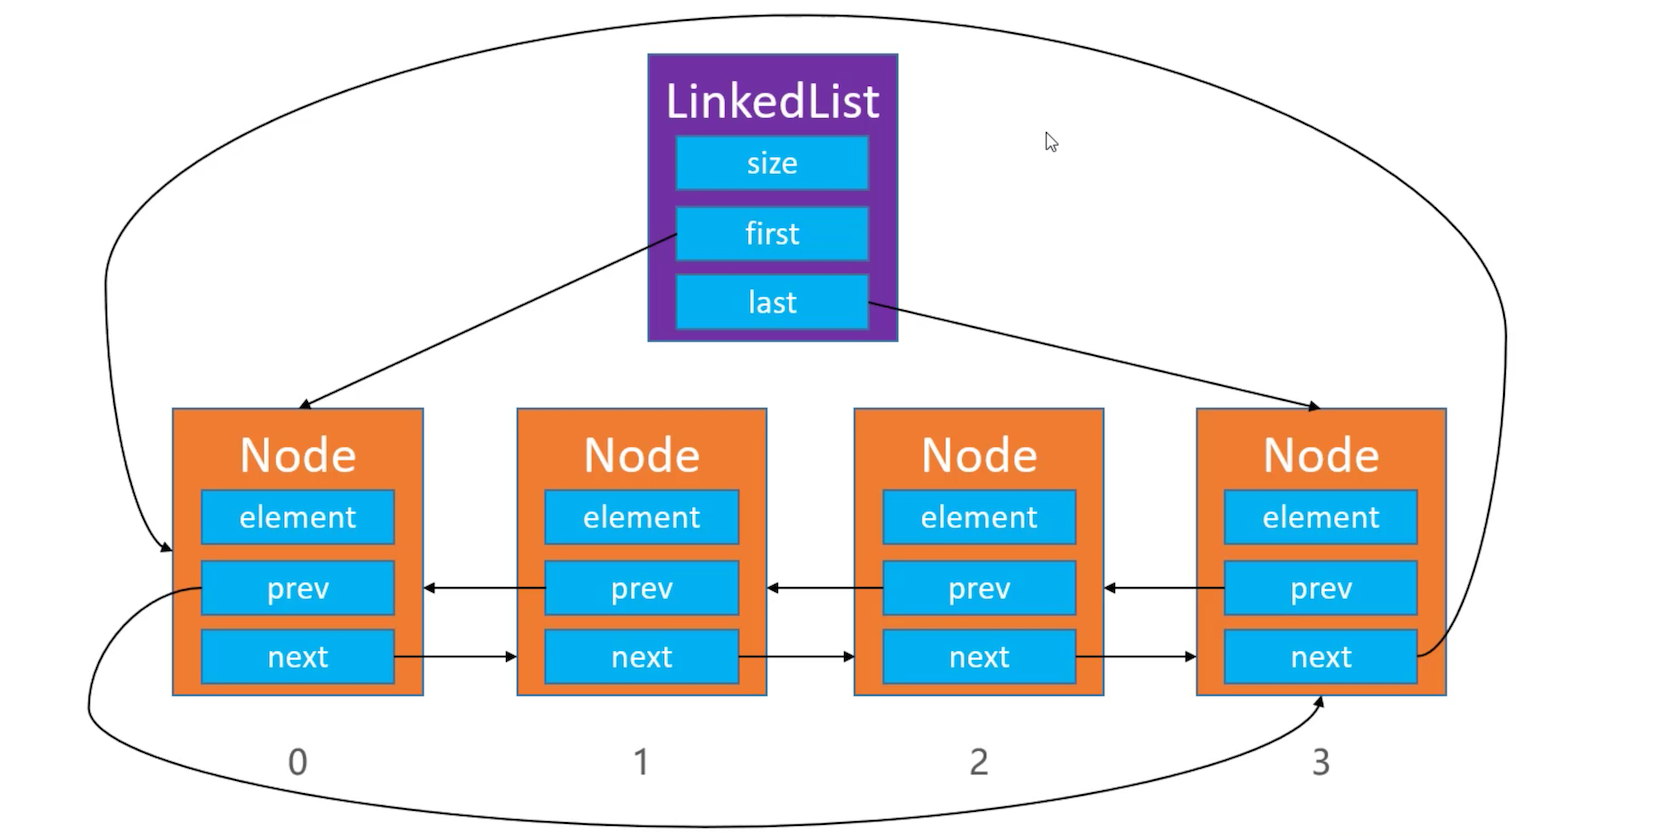 LinkedList
size
first
last
Node
element
prev
next
Node
element
prev
next
Node
element
prev
next
Node
element
prev
next
0
1
2
3